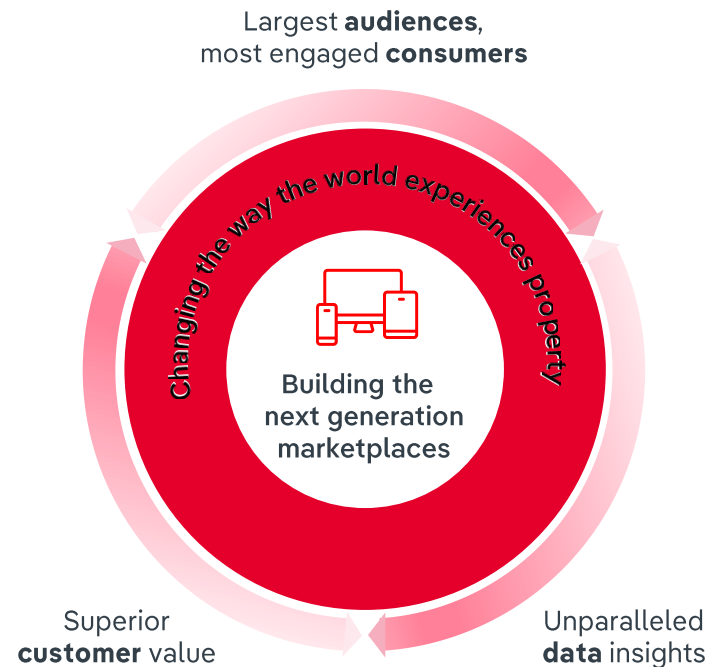 Largest audiences,
most engaged consumers
Changing the way the world experiences property
Building the
next generation
marketplaces
Superior
customer value
Unparalleled
data insights